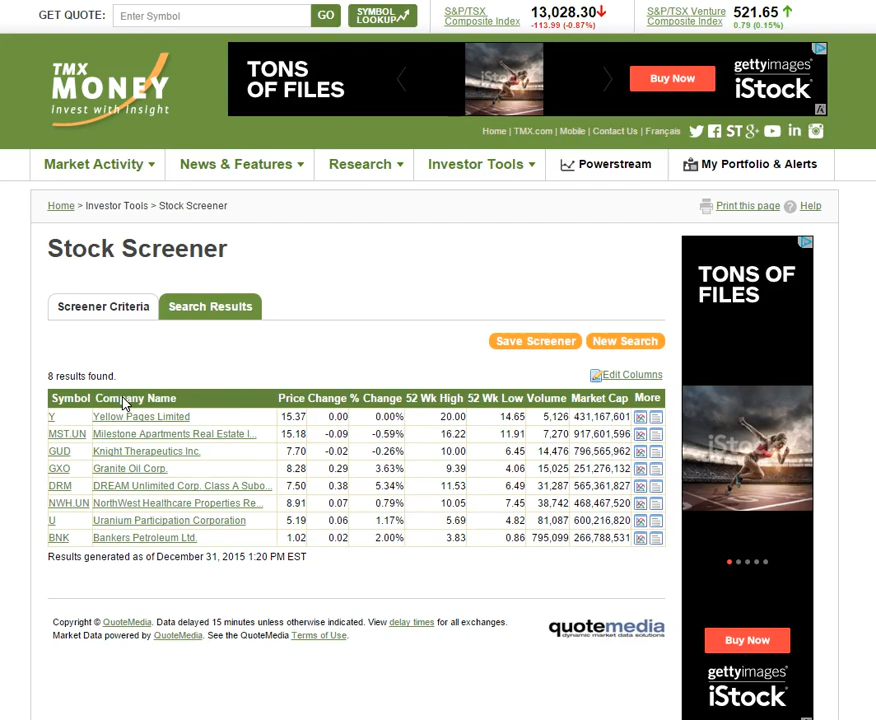 GET QUOTE: Enter Symbol GO SYMBOL LOOKUP S&P/TSX Composite Index 13,028.30 -113.99 (-0.87%) S&P/TSX Venture Composite Index 521.65 0.79 (0.15%)
TMX MONEY invest with insight
TONS OF FILES Buy Now gettyimages® iStock®
Home | TMX.com | Mobile | Contact Us | Français
Market Activity News & Features Research Investor Tools Powerstream My Portfolio & Alerts
Home > Investor Tools > Stock Screener Print this page Help
Stock Screener
Screener Criteria Search Results
Save Screener New Search
8 results found. Edit Columns
Symbol Company Name Price Change % Change 52 Wk High 52 Wk Low Volume Market Cap More
Y Yellow Pages Limited 15.37 0.00 0.00% 20.00 14.65 5,126 431,167,601
MST.UN Milestone Apartments Real Estate I... 15.18 -0.09 -0.59% 16.22 11.91 7,270 917,601,596
GUD Knight Therapeutics Inc. 7.70 -0.02 -0.26% 10.00 6.45 14,476 796,565,962
GXO Granite Oil Corp. 8.28 0.29 3.63% 9.39 4.06 15,025 251,276,132
DRM DREAM Unlimited Corp. Class A Subo... 7.50 0.38 5.34% 11.53 6.49 31,287 565,361,827
NWH.UN NorthWest Healthcare Properties Re... 8.91 0.07 0.79% 10.05 7.45 38,742 468,467,520
U Uranium Participation Corporation 5.19 0.06 1.17% 5.69 4.82 81,087 600,216,820
BNK Bankers Petroleum Ltd. 1.02 0.02 2.00% 3.83 0.86 795,099 266,788,531
Results generated as of December 31, 2015 1:20 PM EST
Copyright © QuoteMedia. Data delayed 15 minutes unless otherwise indicated. View delay times for all exchanges.
Market Data powered by QuoteMedia. See the QuoteMedia Terms of Use.
quotemedia
dynamic market data solutions
TONS OF
FILES
iStock
Buy Now
gettyimages®
iStock®